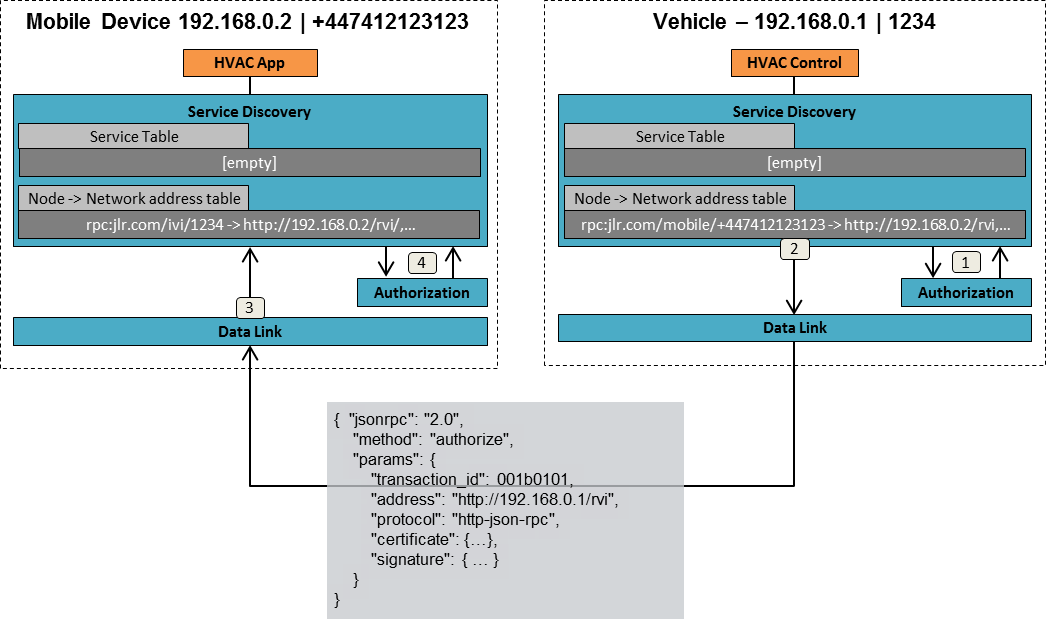 Mobile Device 192.168.0.2 | +447412123123
HVAC App
Service Discovery
Service Table
[empty]
Node -> Network address table
rpc:jlr.com/ivi/1234 -> http://192.168.0.2/rvi/,...
4
Authorization
3
Data Link
Vehicle – 192.168.0.1 | 1234
HVAC Control
Service Discovery
Service Table
[empty]
Node -> Network address table
rpc:jlr.com/mobile/+447412123123 -> http://192.168.0.2/rvi,...
2
1
Authorization
Data Link
{ "jsonrpc": "2.0",
"method": "authorize",
"params": {
"transaction_id": 001b0101,
"address": "http://192.168.0.1/rvi",
"protocol": "http-json-rpc",
"certificate": {…},
"signature": { … }
}
}